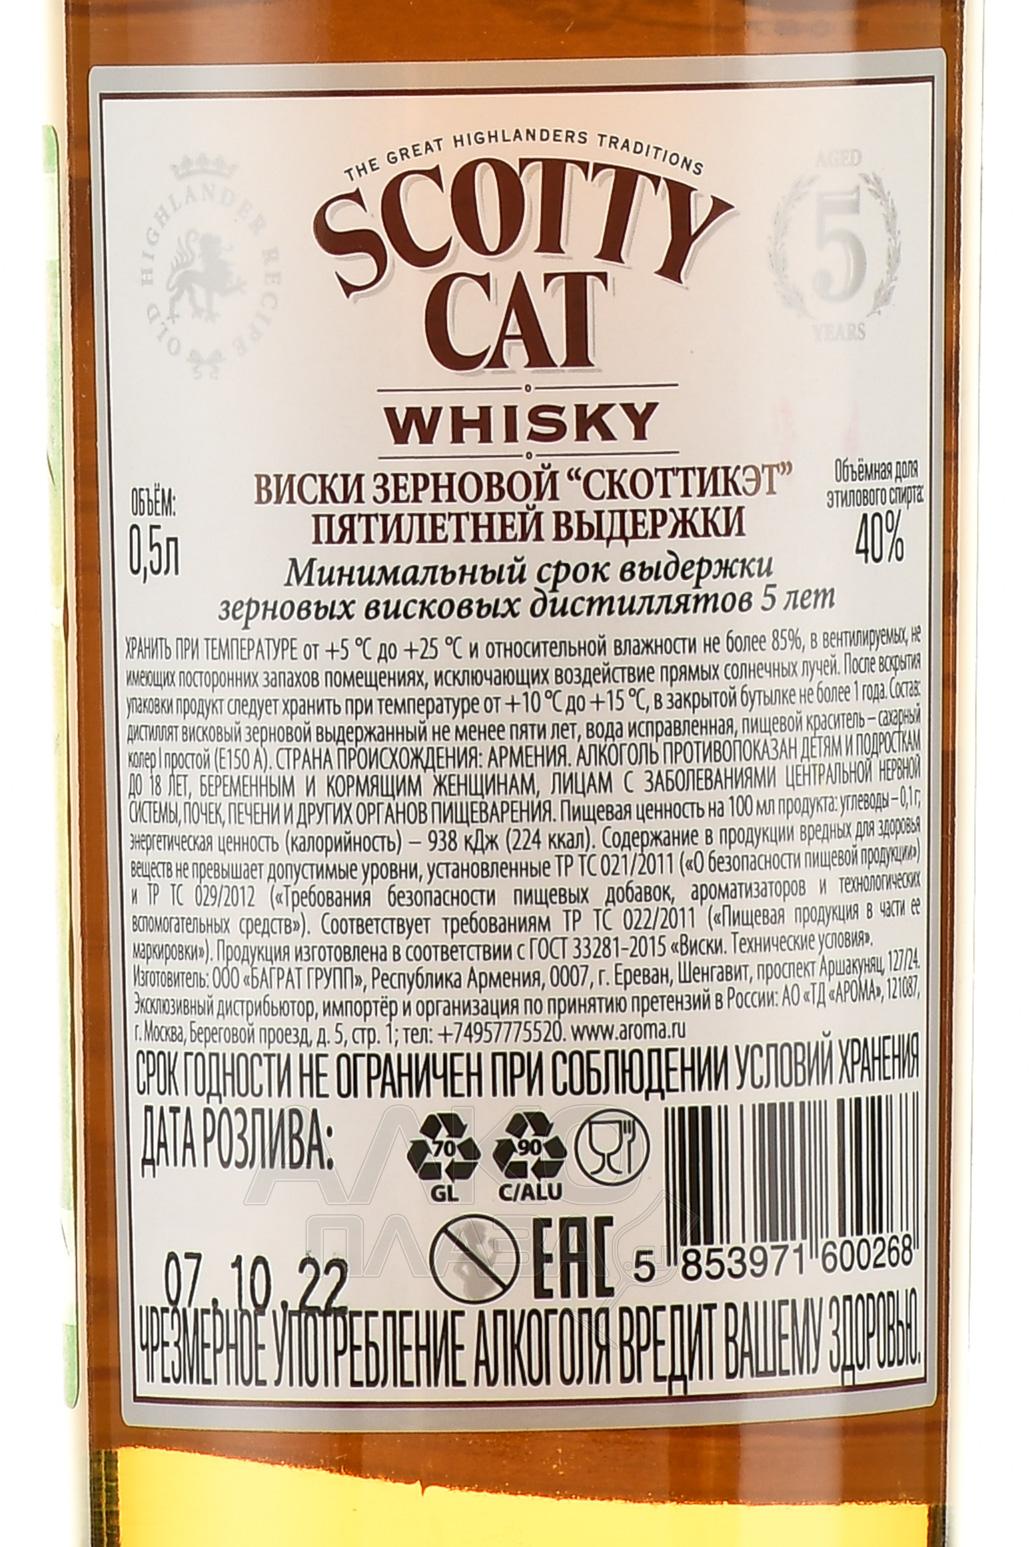 THE GREAT HIGHLANDERS TRADITIONS
SCOTTY
CAT
WHISKY
OLD HIGHLANDER RECIPE
AGED
5
YEARS
ВИСКИ ЗЕРНОВОЙ “СКОТТИКЭТ”
ПЯТИЛЕТНЕЙ ВЫДЕРЖКИ
ОБЪЁМ:
0,5л
Объёмная доля
этилового спирта:
40%
Минимальный срок выдержки
зерновых висковых дистиллятов 5 лет
ХРАНИТЬ ПРИ ТЕМПЕРАТУРЕ от +5 °С до +25 °С и относительной влажности не более 85%, в вентилируемых, не
имеющих посторонних запахов помещениях, исключающих воздействие прямых солнечных лучей. После вскрытия
упаковки продукт следует хранить при температуре от +10 °С до +15 °С, в закрытой бутылке не более 1 года. Состав:
дистиллят висковый зерновой выдержанный не менее пяти лет, вода исправленная, пищевой краситель – сахарный
колер I простой (Е150 А). СТРАНА ПРОИСХОЖДЕНИЯ: АРМЕНИЯ. АЛКОГОЛЬ ПРОТИВОПОКАЗАН ДЕТЯМ И ПОДРОСТКАМ
ДО 18 ЛЕТ, БЕРЕМЕННЫМ И КОРМЯЩИМ ЖЕНЩИНАМ, ЛИЦАМ С ЗАБОЛЕВАНИЯМИ ЦЕНТРАЛЬНОЙ НЕРВНОЙ
СИСТЕМЫ, ПОЧЕК, ПЕЧЕНИ И ДРУГИХ ОРГАНОВ ПИЩЕВАРЕНИЯ. Пищевая ценность на 100 мл продукта: углеводы – 0,1 г;
энергетическая ценность (калорийность) – 938 кДж (224 ккал). Содержание в продукции вредных для здоровья
веществ не превышает допустимые уровни, установленные ТР ТС 021/2011 («О безопасности пищевой продукции»)
и ТР ТС 029/2012 («Требования безопасности пищевых добавок, ароматизаторов и технологических
вспомогательных средств»). Соответствует требованиям ТР ТС 022/2011 («Пищевая продукция в части ее
маркировки»). Продукция изготовлена в соответствии с ГОСТ 33281-2015 «Виски. Технические условия».
Изготовитель: ООО «БАГРАТ ГРУПП», Республика Армения, 0007, г. Ереван, Шенгавит, проспект Аршакуняц, 127/24.
Эксклюзивный дистрибьютор, импортёр и организация по принятию претензий в России: АО «ТД «АРОМА», 121087,
г. Москва, Береговой проезд, д. 5, стр. 1; тел: +74957775520. www.aroma.ru
СРОК ГОДНОСТИ НЕ ОГРАНИЧЕН ПРИ СОБЛЮДЕНИИ УСЛОВИЙ ХРАНЕНИЯ
ДАТА РОЗЛИВА:
70
GL
90
C/ALU
ЕАС
5 853971 600268
07.10.22
ЧРЕЗМЕРНОЕ УПОТРЕБЛЕНИЕ АЛКОГОЛЯ ВРЕДИТ ВАШЕМУ ЗДОРОВЬЮ.
АЛКО
ПЛАЗА